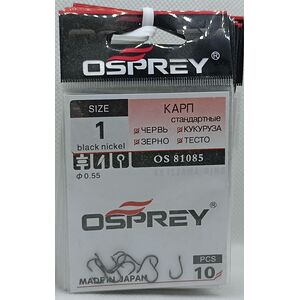 OSPREY®
SIZE
1
black nickel
КАРП
стандартные
ЧЕРВЬ КУКУРУЗА
ЗЕРНО ТЕСТО
OS 81085
Φ 0.55
OSPREY®
PCS
10
MADE IN JAPAN